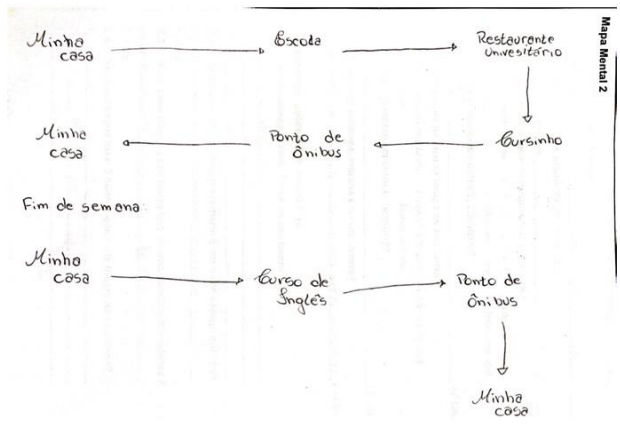 Mapa Mental 2
Minha
casa
Escola
Restaurante
Univesitário
Minha
casa
Ponto de
Ônibus
Cursinho
Fim de semana:
Minha
casa
Curso de
Inglês
Ponto de
Ônibus
Minha
casa